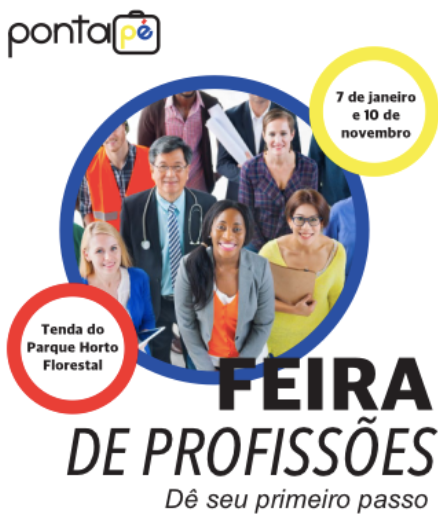 pontapé
7 de janeiro
e 10 de
novembro
Tenda do
Parque Horto
Florestal
FEIRA
DE PROFISSÕES
Dê seu primeiro passo